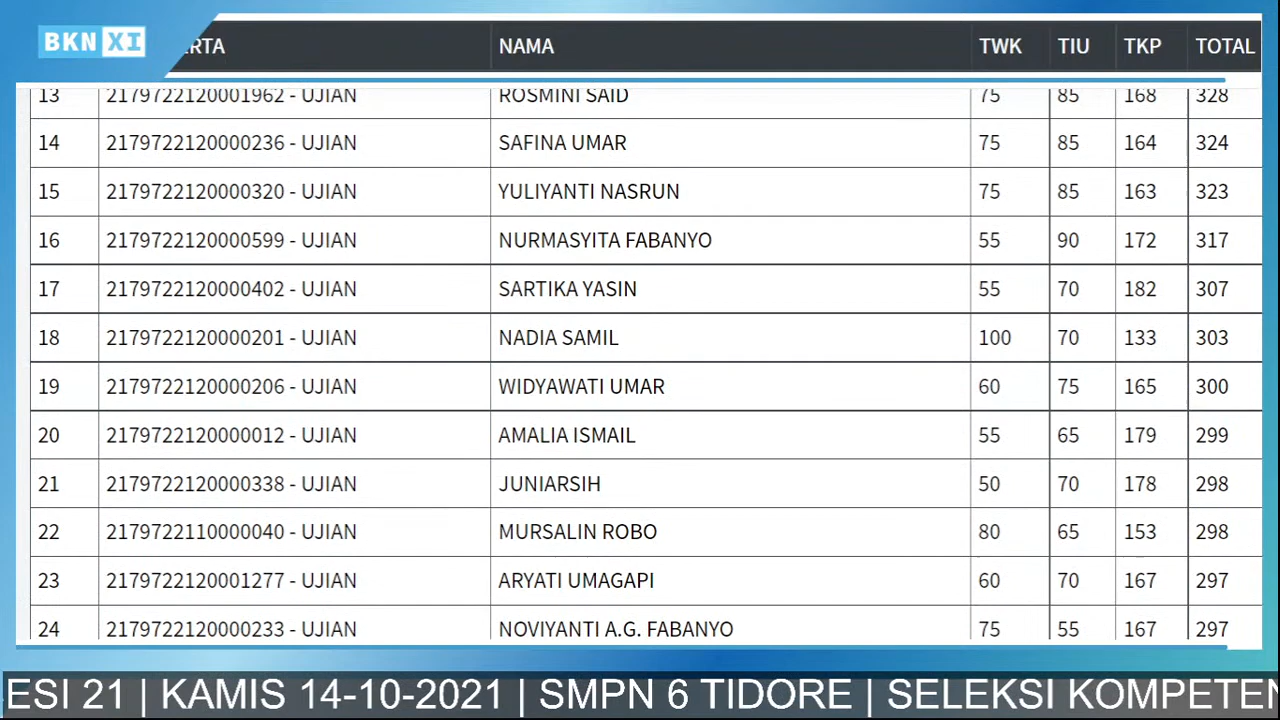 BKN XI
ERTA NAMA TWK TIU TKP TOTAL
13 2179722120001962 - UJIAN ROSMINI SAID 75 85 168 328
14 2179722120000236 - UJIAN SAFINA UMAR 75 85 164 324
15 2179722120000320 - UJIAN YULIYANTI NASRUN 75 85 163 323
16 2179722120000599 - UJIAN NURMASYITA FABANYO 55 90 172 317
17 2179722120000402 - UJIAN SARTIKA YASIN 55 70 182 307
18 2179722120000201 - UJIAN NADIA SAMIL 100 70 133 303
19 2179722120000206 - UJIAN WIDYAWATI UMAR 60 75 165 300
20 2179722120000012 - UJIAN AMALIA ISMAIL 55 65 179 299
21 2179722120000338 - UJIAN JUNIARSIH 50 70 178 298
22 2179722110000040 - UJIAN MURSALIN ROBO 80 65 153 298
23 2179722120001277 - UJIAN ARYATI UMAGAPI 60 70 167 297
24 2179722120000233 - UJIAN NOVIYANTI A.G. FABANYO 75 55 167 297
ESI 21 | KAMIS 14-10-2021 | SMPN 6 TIDORE | SELEKSI KOMPETEN